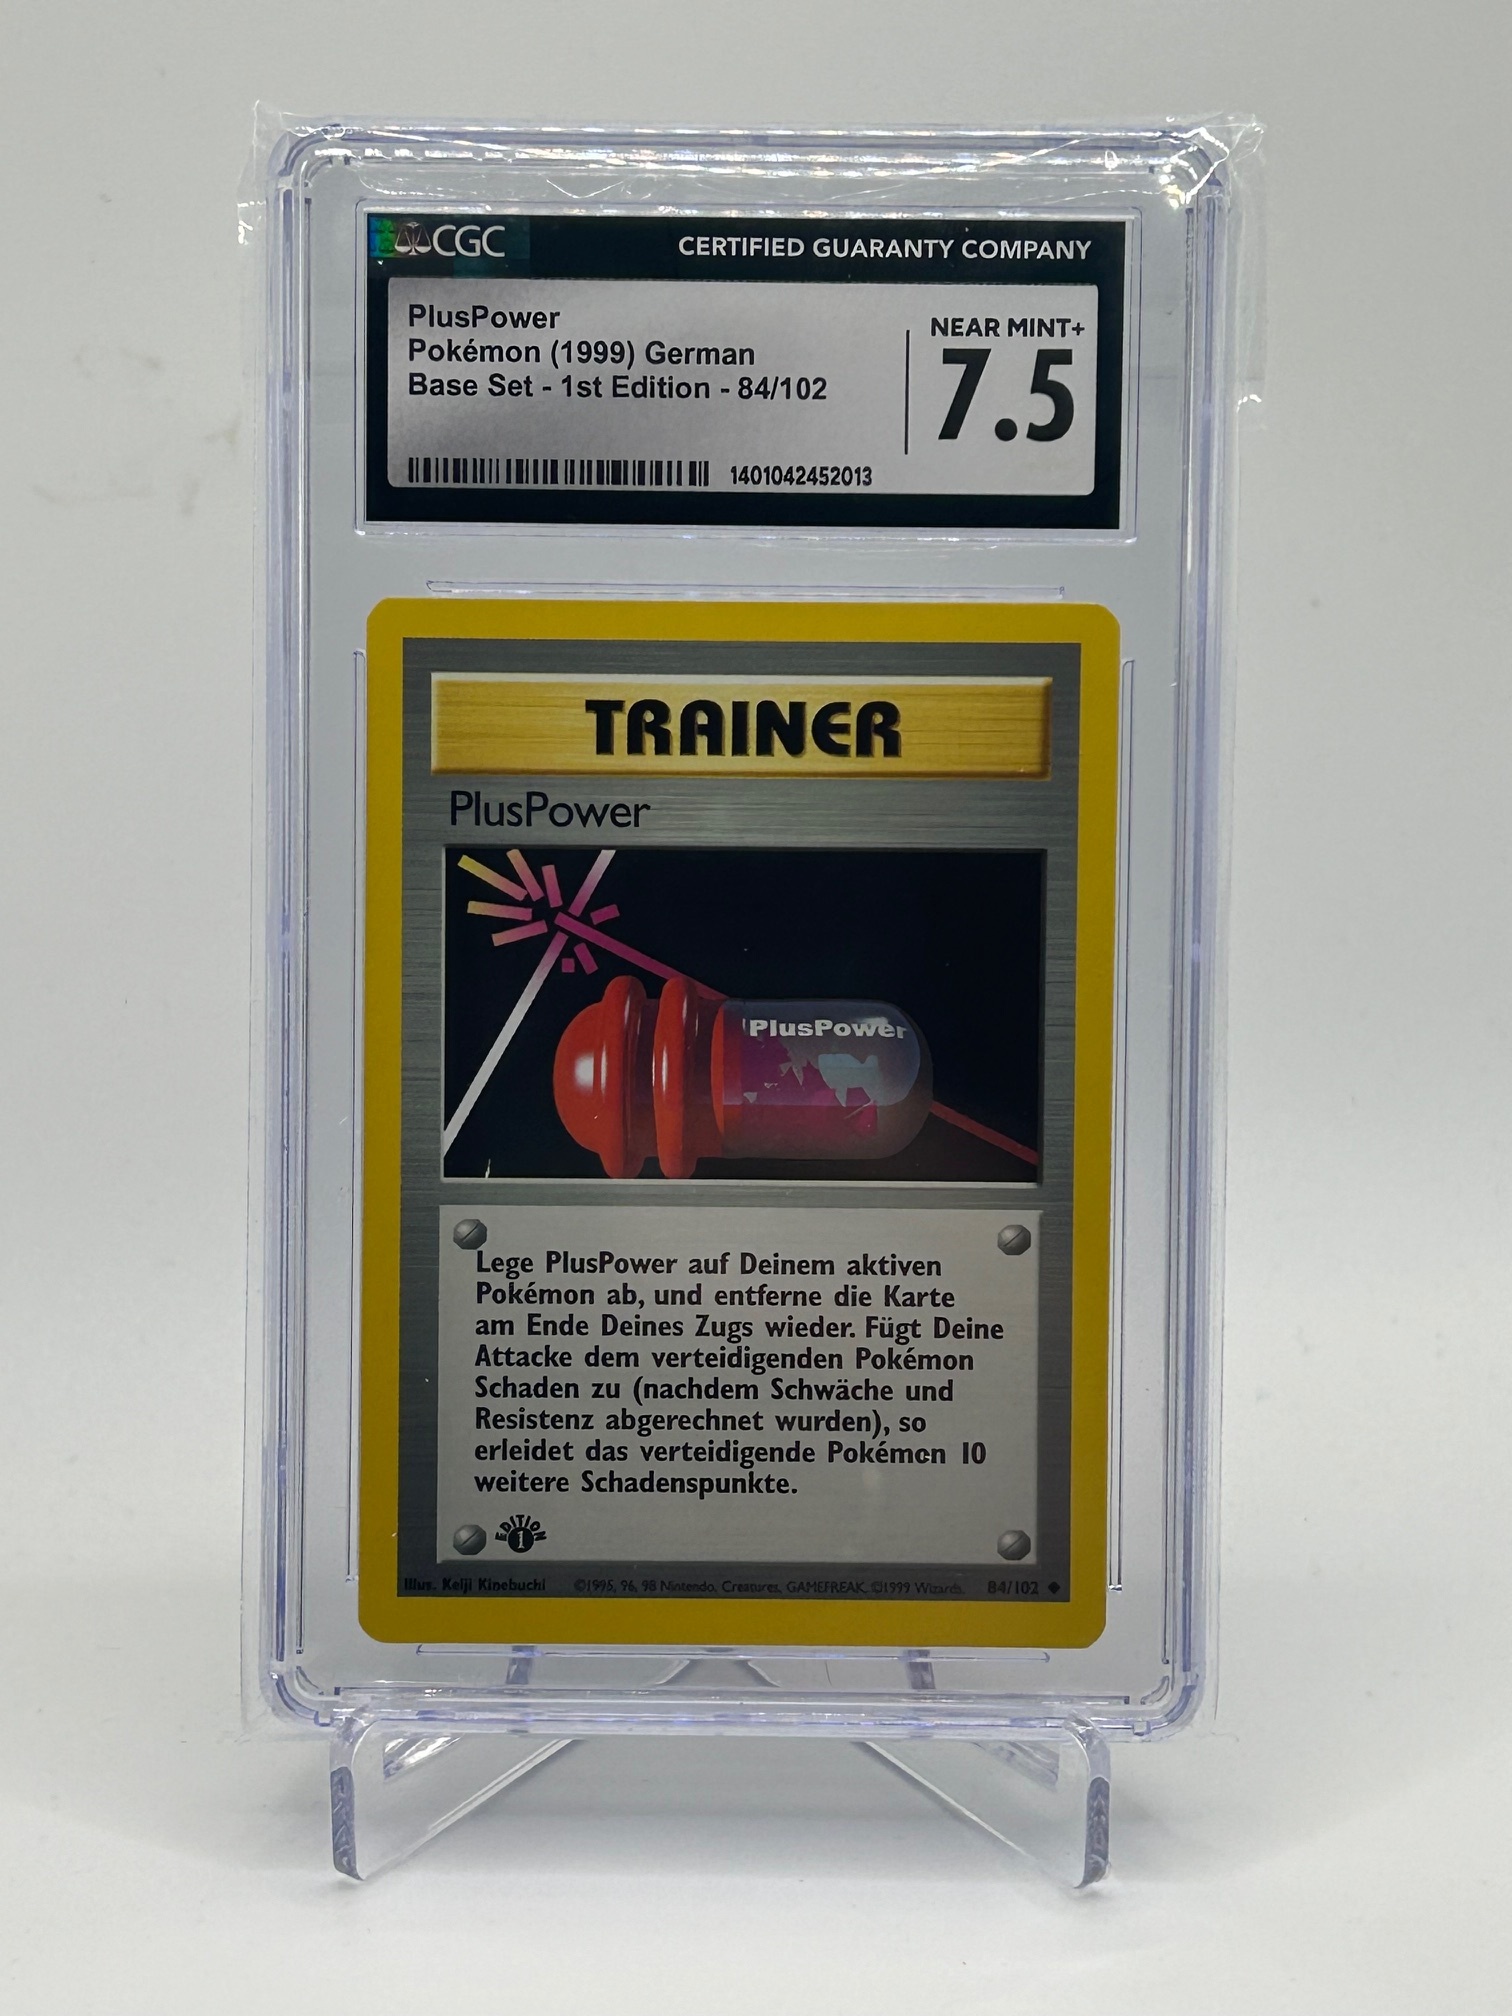 CGC CERTIFIED GUARANTY COMPANY
PlusPower
Pokémon (1999) German
Base Set - 1st Edition - 84/102
NEAR MINT+
7.5
1401042452013
TRAINER
PlusPower
PlusPower
Lege PlusPower auf Deinem aktiven
Pokémon ab, und entferne die Karte
am Ende Deines Zugs wieder. Fügt Deine
Attacke dem verteidigenden Pokémon
Schaden zu (nachdem Schwäche und
Resistenz abgerechnet wurden), so
erleidet das verteidigende Pokémon 10
weitere Schadenspunkte.
EDITION 1
Illus. Keiji Kinebuchi ©1995, 96, 98 Nintendo, Creatures, GAMEFREAK. ©1999 Wizards. 84/102